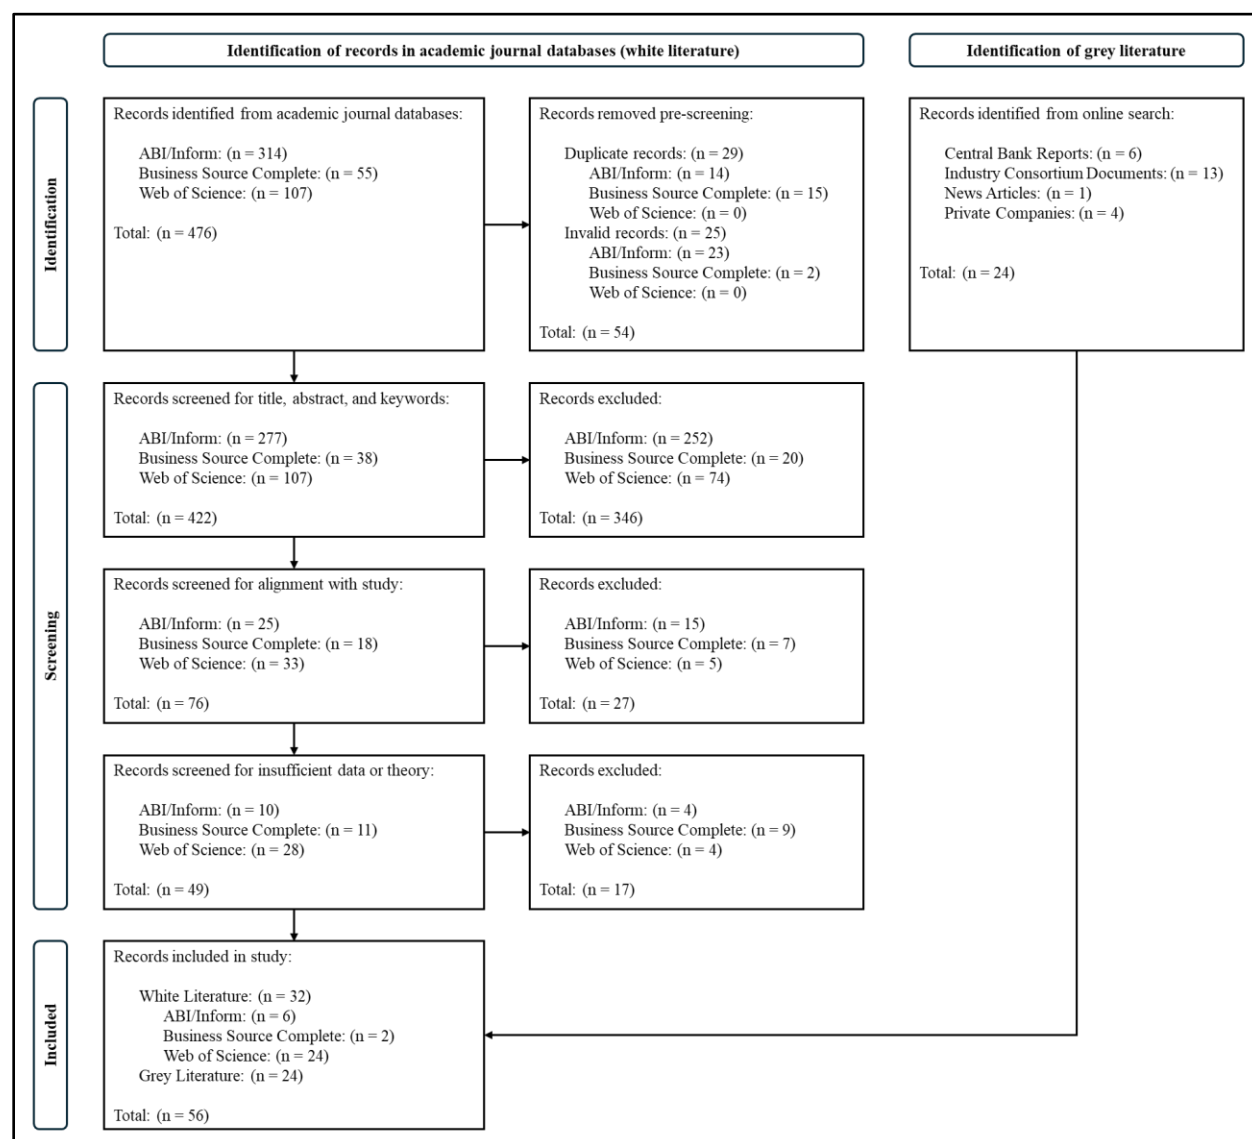 Identification of records in academic journal databases (white literature)
Identification of grey literature
Identification
Records identified from academic journal databases:
ABI/Inform: (n = 314)
Business Source Complete: (n = 55)
Web of Science: (n = 107)
Total: (n = 476)
Records removed pre-screening:
Duplicate records: (n = 29)
ABI/Inform: (n = 14)
Business Source Complete: (n = 15)
Web of Science: (n = 0)
Invalid records: (n = 25)
ABI/Inform: (n = 23)
Business Source Complete: (n = 2)
Web of Science: (n = 0)
Total: (n = 54)
Records identified from online search:
Central Bank Reports: (n = 6)
Industry Consortium Documents: (n = 13)
News Articles: (n = 1)
Private Companies: (n = 4)
Total: (n = 24)
Screening
Records screened for title, abstract, and keywords:
ABI/Inform: (n = 277)
Business Source Complete: (n = 38)
Web of Science: (n = 107)
Total: (n = 422)
Records excluded:
ABI/Inform: (n = 252)
Business Source Complete: (n = 20)
Web of Science: (n = 74)
Total: (n = 346)
Records screened for alignment with study:
ABI/Inform: (n = 25)
Business Source Complete: (n = 18)
Web of Science: (n = 33)
Total: (n = 76)
Records excluded:
ABI/Inform: (n = 15)
Business Source Complete: (n = 7)
Web of Science: (n = 5)
Total: (n = 27)
Records screened for insufficient data or theory:
ABI/Inform: (n = 10)
Business Source Complete: (n = 11)
Web of Science: (n = 28)
Total: (n = 49)
Records excluded:
ABI/Inform: (n = 4)
Business Source Complete: (n = 9)
Web of Science: (n = 4)
Total: (n = 17)
Included
Records included in study:
White Literature: (n = 32)
ABI/Inform: (n = 6)
Business Source Complete: (n = 2)
Web of Science: (n = 24)
Grey Literature: (n = 24)
Total: (n = 56)